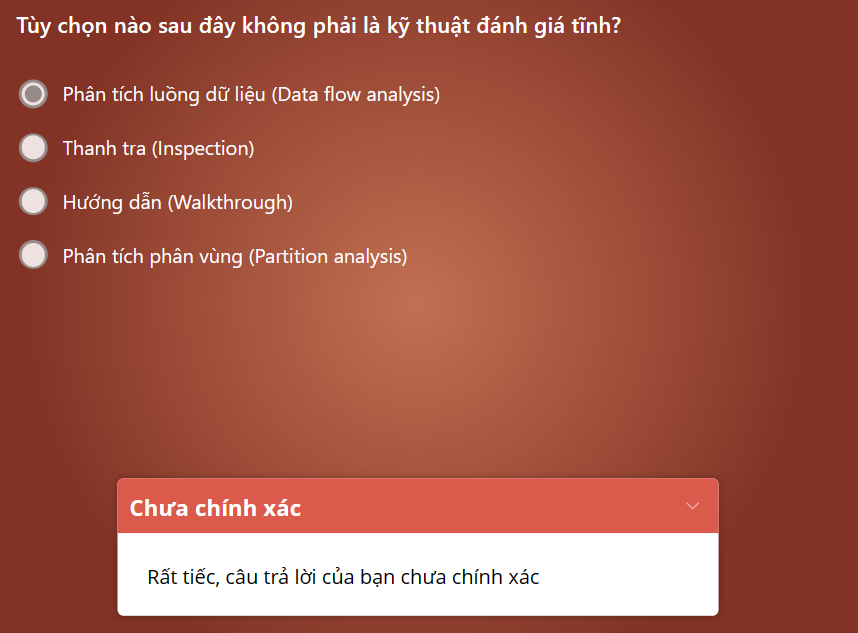 Tùy chọn nào sau đây không phải là kỹ thuật đánh giá tĩnh?
Phân tích luồng dữ liệu (Data flow analysis)
Thanh tra (Inspection)
Hướng dẫn (Walkthrough)
Phân tích phân vùng (Partition analysis)
Chưa chính xác
Rất tiếc, câu trả lời của bạn chưa chính xác